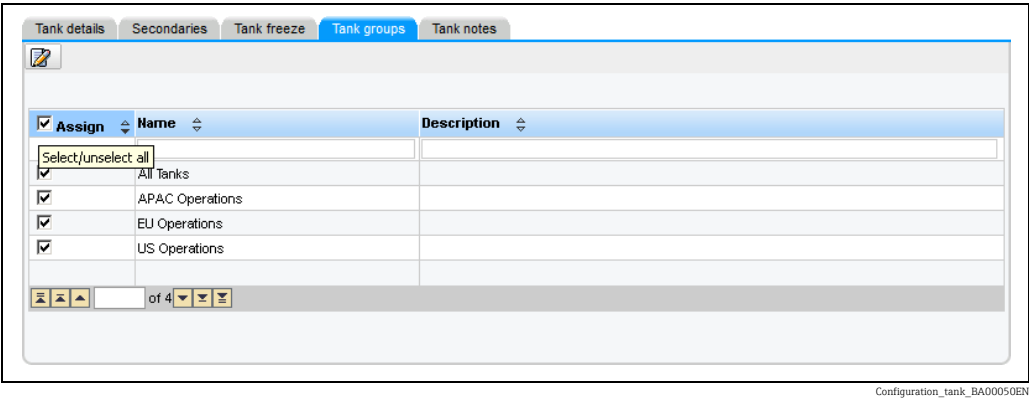 Tank details Secondaries Tank freeze Tank groups Tank notes
Assign Name Description
Select/unselect all
All Tanks
APAC Operations
EU Operations
US Operations
of 4
Configuration_tank_BA00050EN